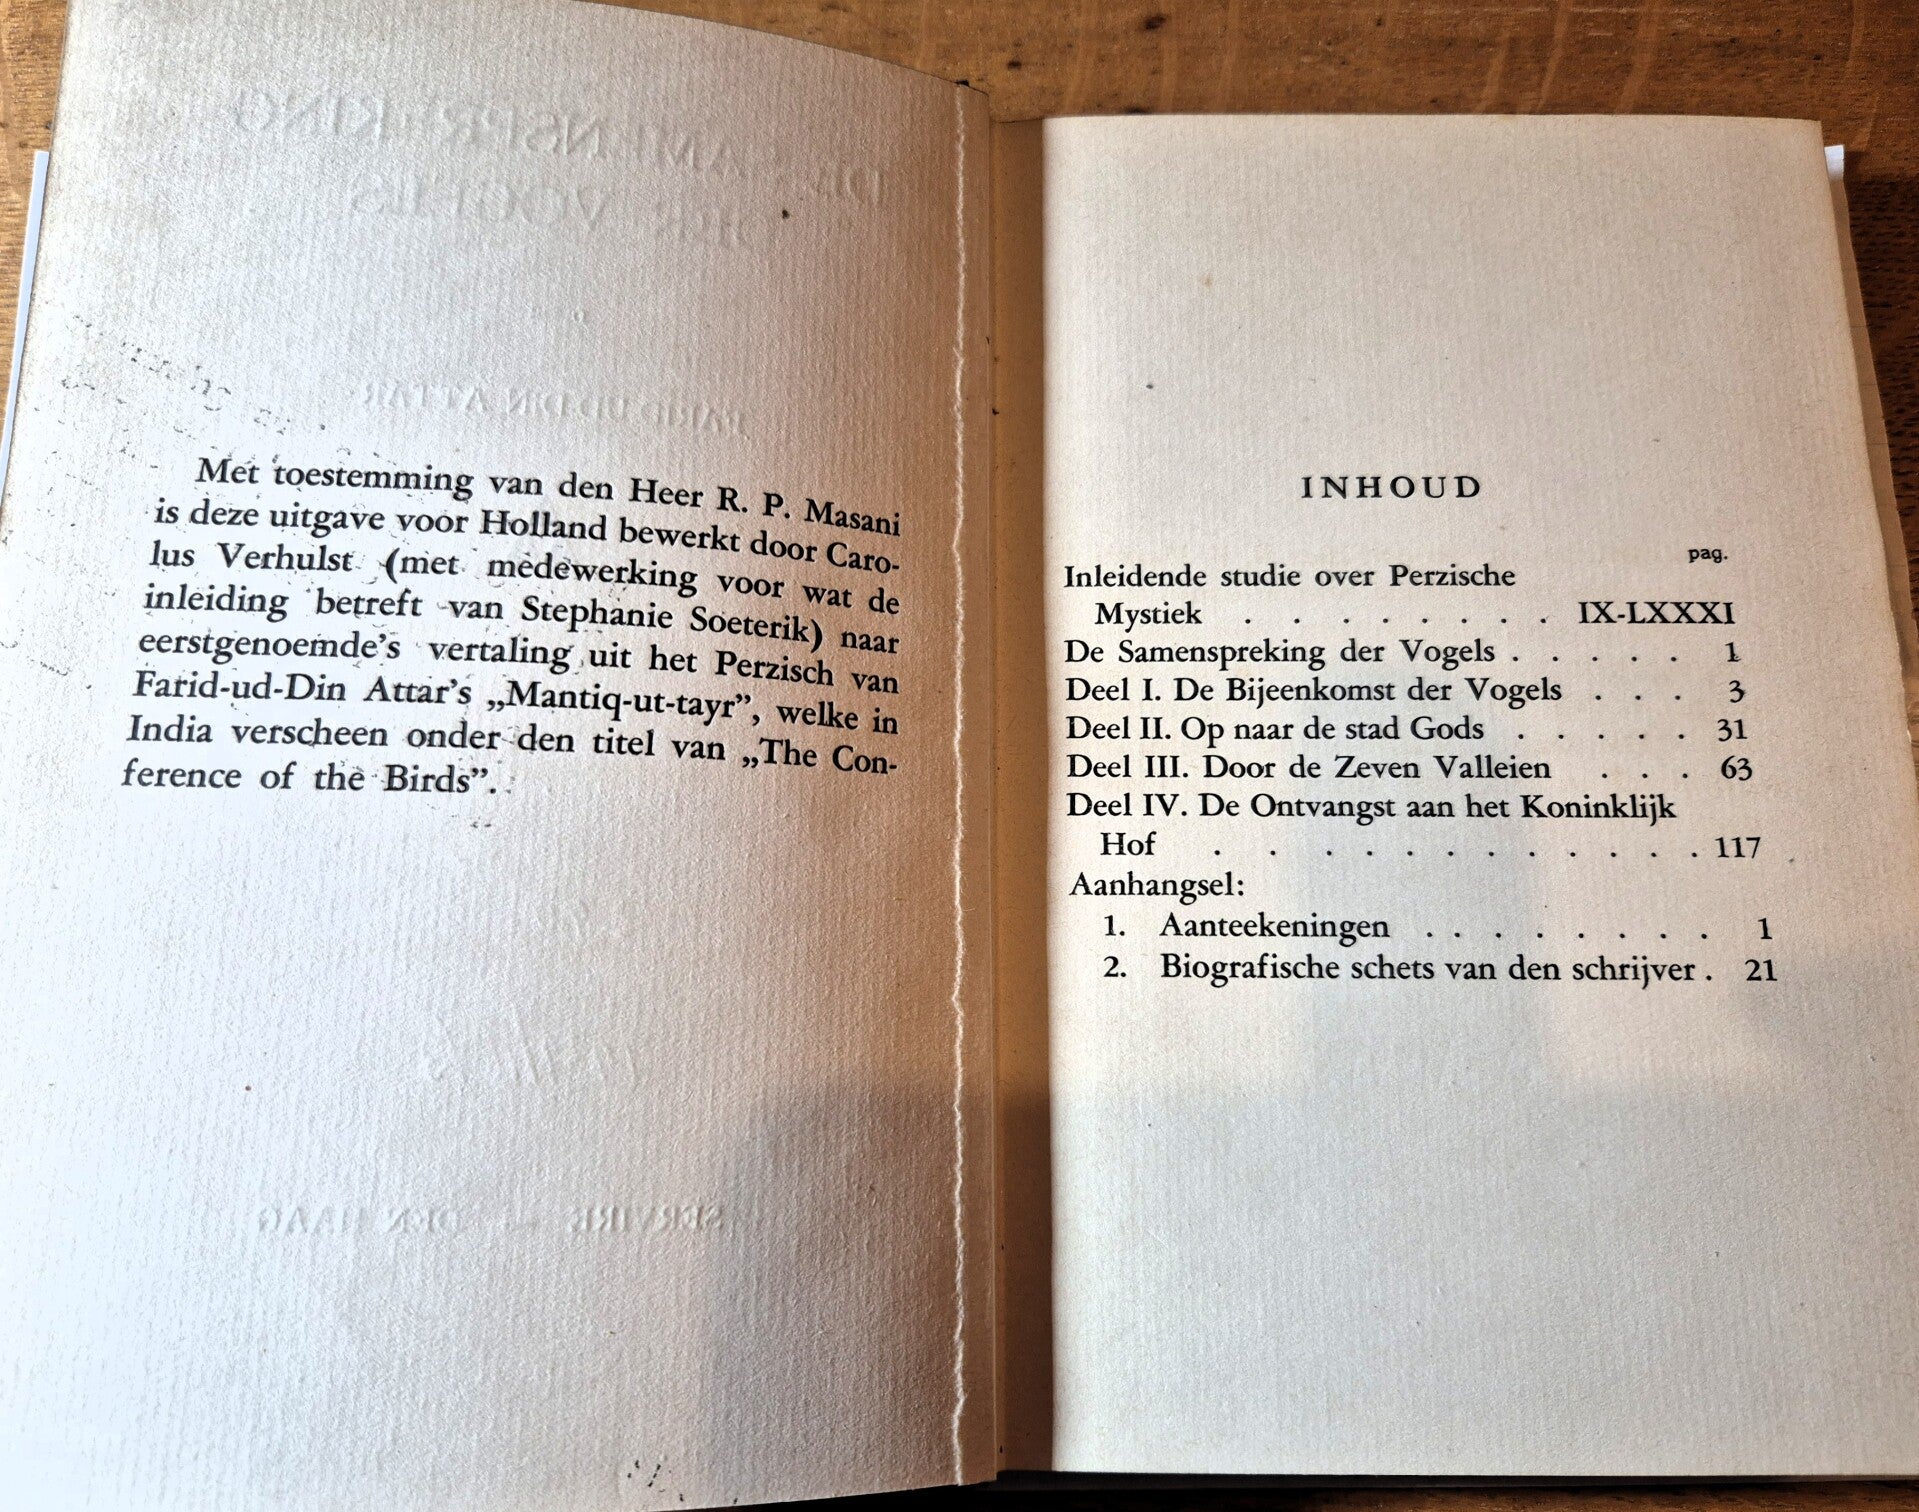 Met toestemming van den Heer R. P. Masani
is deze uitgave voor Holland bewerkt door Caro-
lus Verhulst (met medewerking voor wat de
inleiding betreft van Stephanie Soeterik) naar
eerstgenoemde's vertaling uit het Perzisch van
Farid-ud-Din Attar's „Mantiq-ut-tayr”, welke in
India verscheen onder den titel van „The Con-
ference of the Birds”.
INHOUD
pag.
Inleidende studie over Perzische
Mystiek . . . . . . . . IX-LXXXI
De Samenspreking der Vogels . . . . . 1
Deel I. De Bijeenkomst der Vogels . . . 3
Deel II. Op naar de stad Gods . . . . . 31
Deel III. Door de Zeven Valleien . . . 63
Deel IV. De Ontvangst aan het Koninklijk
Hof . . . . . . . . . . . . 117
Aanhangsel:
1. Aanteekeningen . . . . . . . . 1
2. Biografische schets van den schrijver . 21